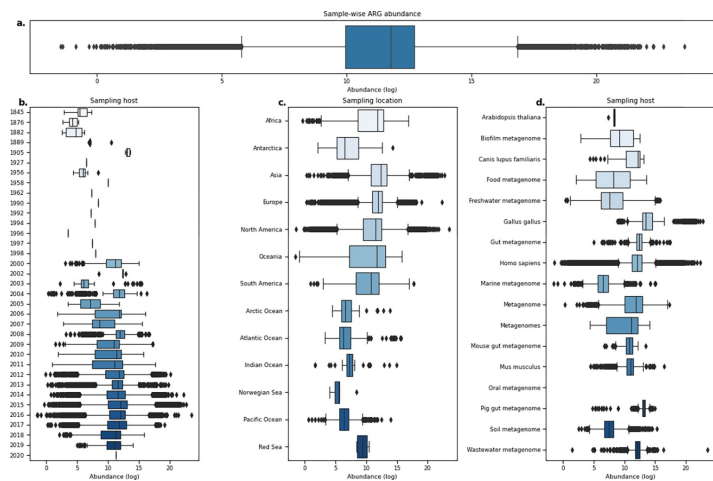 a.
Sample-wise ARG abundance
0 5 10 15 20
Abundance (log)
b.
Sampling host
1845
1876
1882
1889
1905
1927
1956
1958
1962
1990
1992
1994
1996
1997
1998
2000
2002
2003
2004
2005
2006
2007
2008
2009
2010
2011
2012
2013
2014
2015
2016
2017
2018
2019
2020
0 5 10 15 20
Abundance (log)
c.
Sampling location
Africa
Antarctica
Asia
Europe
North America
Oceania
South America
Arctic Ocean
Atlantic Ocean
Indian Ocean
Norwegian Sea
Pacific Ocean
Red Sea
0 5 10 15 20
Abundance (log)
d.
Sampling host
Arabidopsis thaliana
Biofilm metagenome
Canis lupus familiaris
Food metagenome
Freshwater metagenome
Gallus gallus
Gut metagenome
Homo sapiens
Marine metagenome
Metagenome
Metagenomes
Mouse gut metagenome
Mus musculus
Oral metagenome
Pig gut metagenome
Soil metagenome
Wastewater metagenome
0 5 10 15 20
Abundance (log)